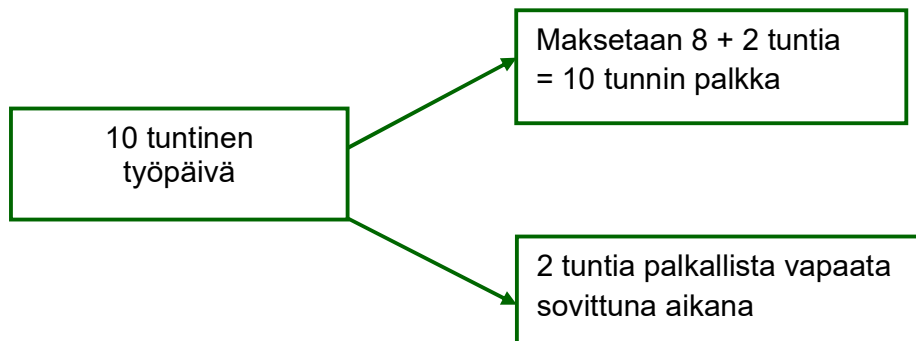 10 tuntinen
työpäivä
Maksetaan 8 + 2 tuntia
= 10 tunnin palkka
2 tuntia palkallista vapaata
sovittuna aikana